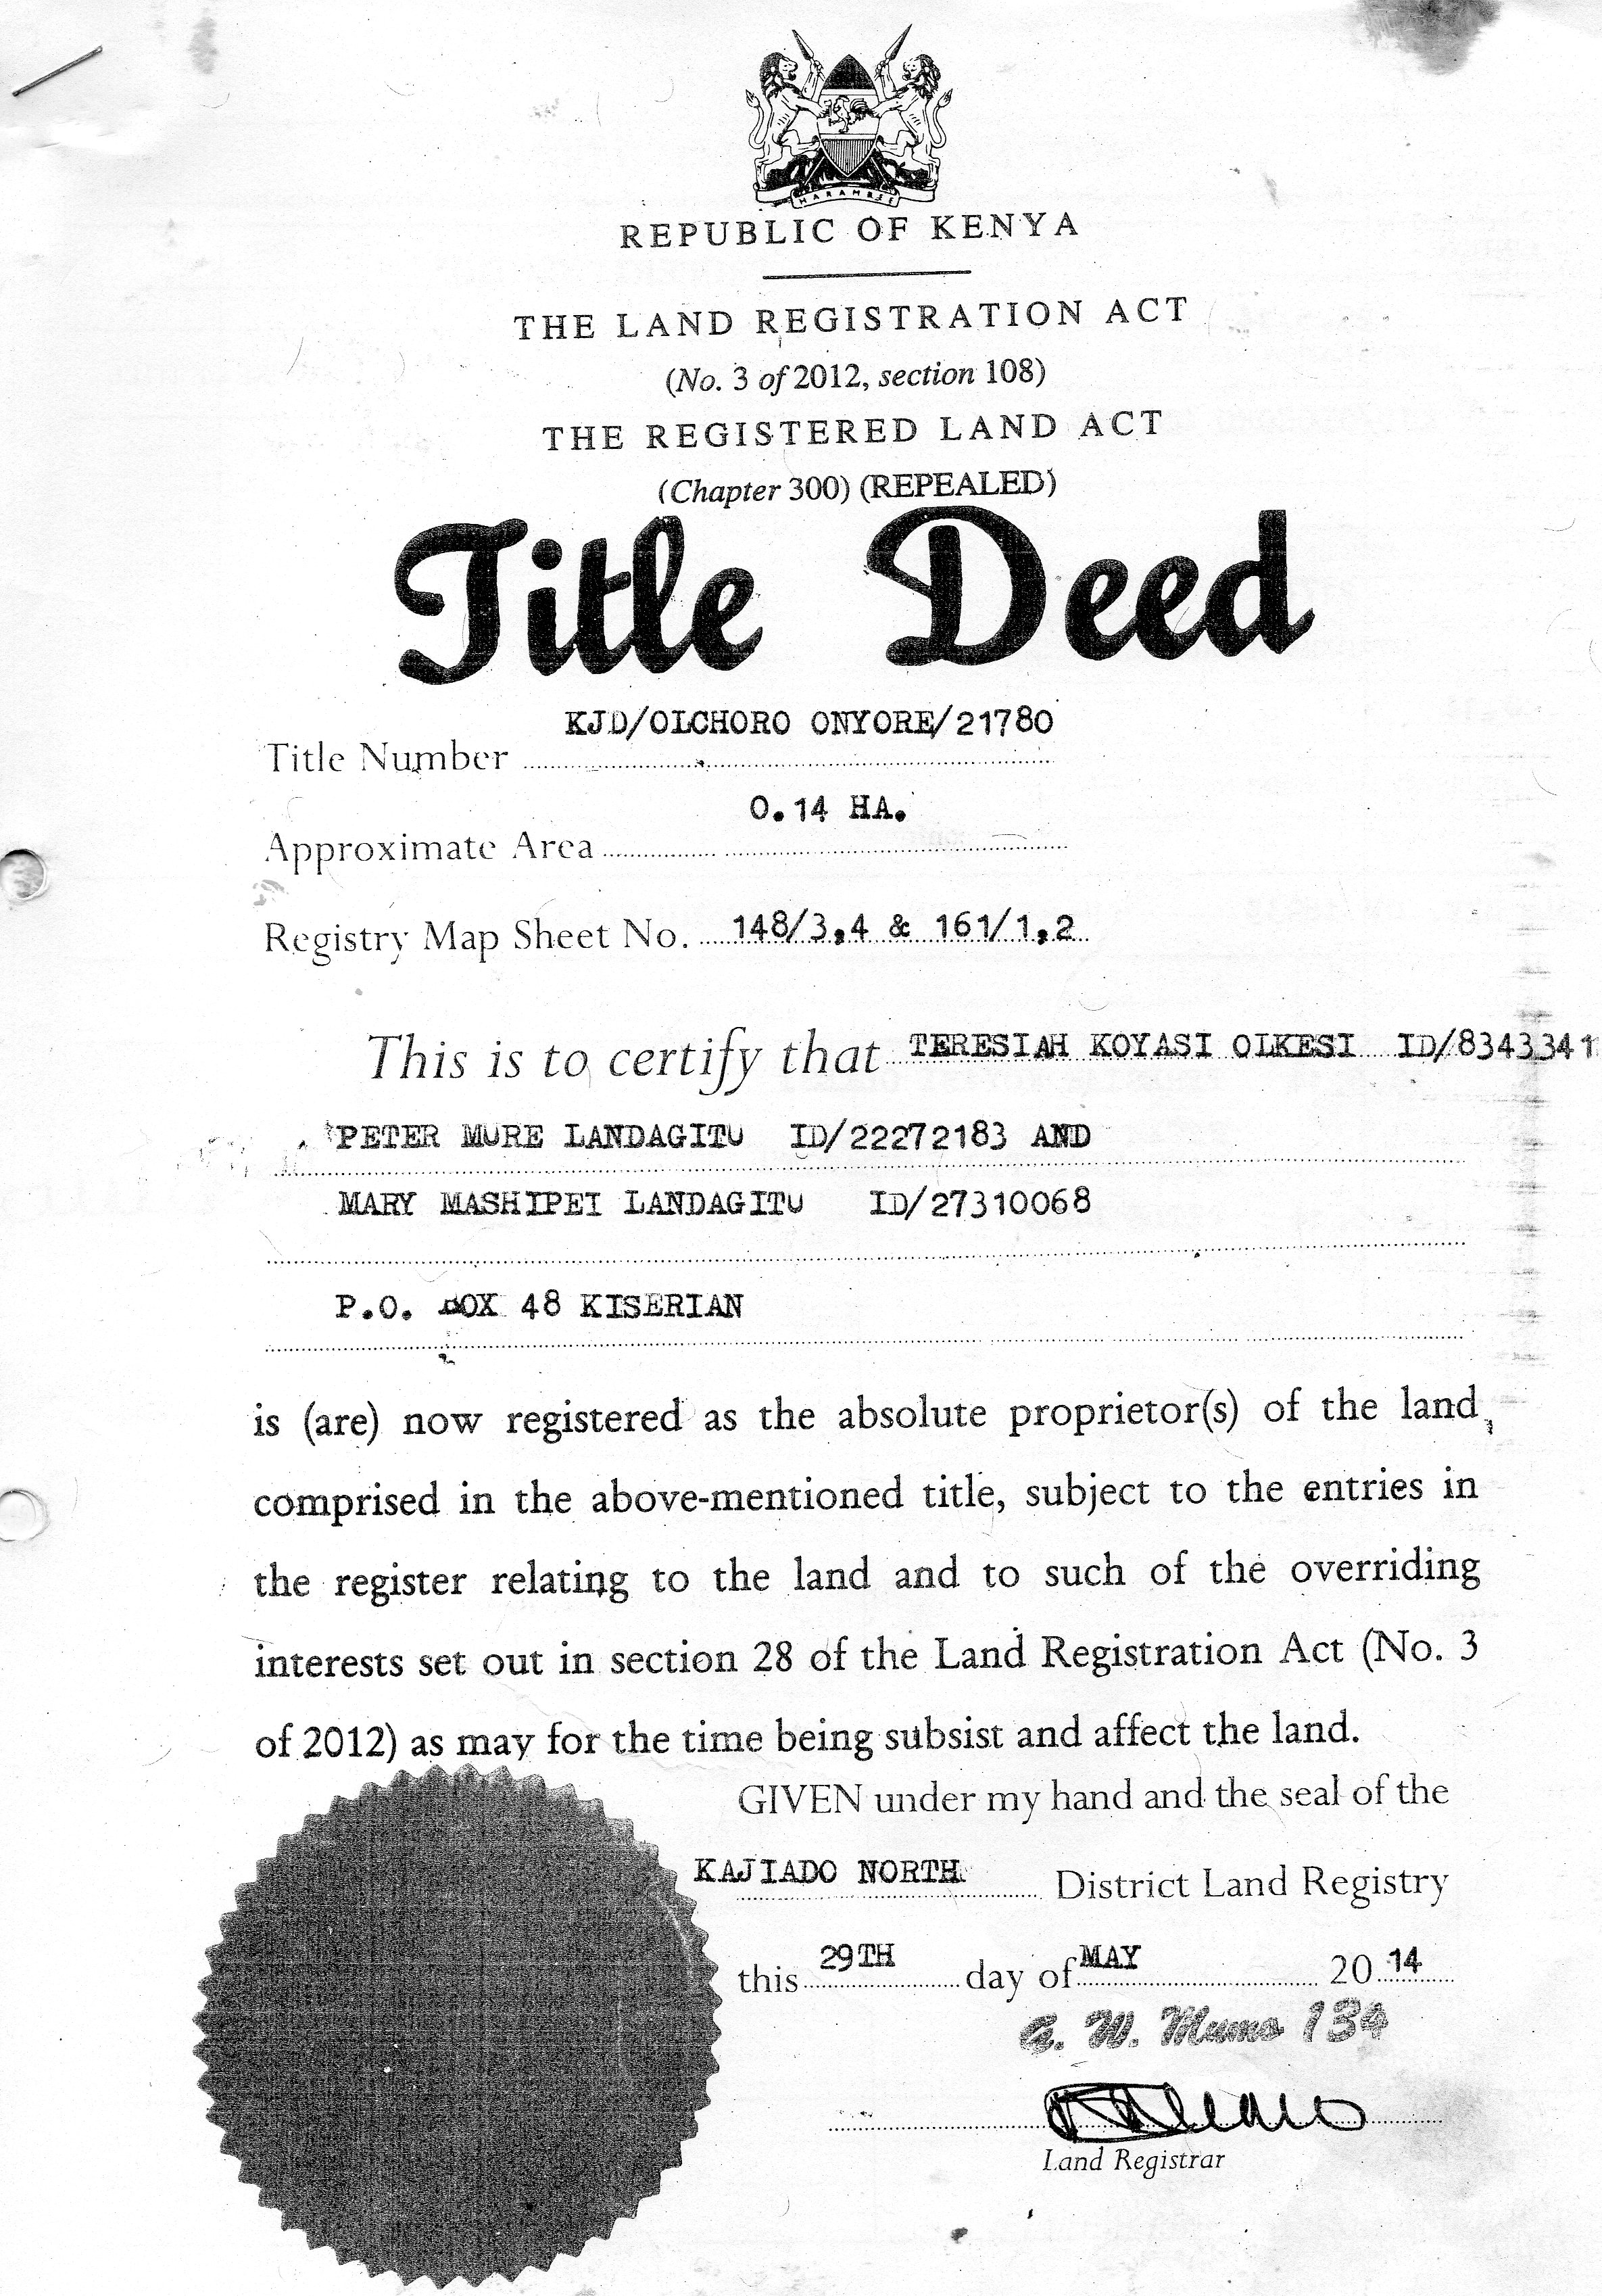 HARAMBEE
REPUBLIC OF KENYA
THE LAND REGISTRATION ACT
(No. 3 of 2012, section 108)
THE REGISTERED LAND ACT
(Chapter 300) (REPEALED)
Title Deed
KJD/OLCHORO ONYORE/21780
Title Number
0.14 HA.
Approximate Area
Registry Map Sheet No. 148/3,4 & 161/1,2
This is to certify that TERESIAH KOYASI OLKESI ID/8343341
PETER MURE LANDAGITU ID/22272183 AND
MARY MASHIPEI LANDAGITU ID/27310068
P.O. BOX 48 KISERIAN
is (are) now registered as the absolute proprietor(s) of the land
comprised in the above-mentioned title, subject to the entries in
the register relating to the land and to such of the overriding
interests set out in section 28 of the Land Registration Act (No. 3
of 2012) as may for the time being subsist and affect the land.
GIVEN under my hand and the seal of the
KAJIADO NORTH District Land Registry
this 29TH day of MAY 20 14
G. W. Mumo 134
Land Registrar